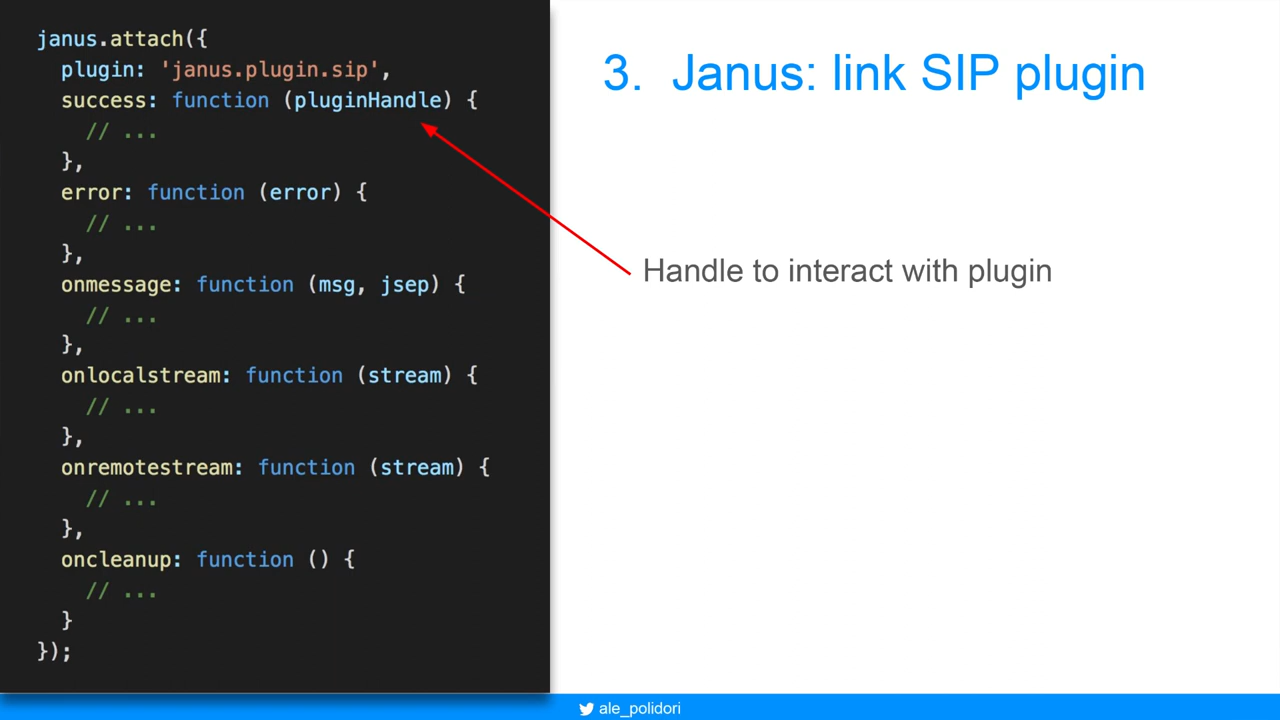 janus.attach({
plugin: 'janus.plugin.sip',
success: function (pluginHandle) {
// ...
},
error: function (error) {
// ...
},
onmessage: function (msg, jsep) {
// ...
},
onlocalstream: function (stream) {
// ...
},
onremotestream: function (stream) {
// ...
},
oncleanup: function () {
// ...
}
});
3. Janus: link SIP plugin
Handle to interact with plugin
ale_polidori